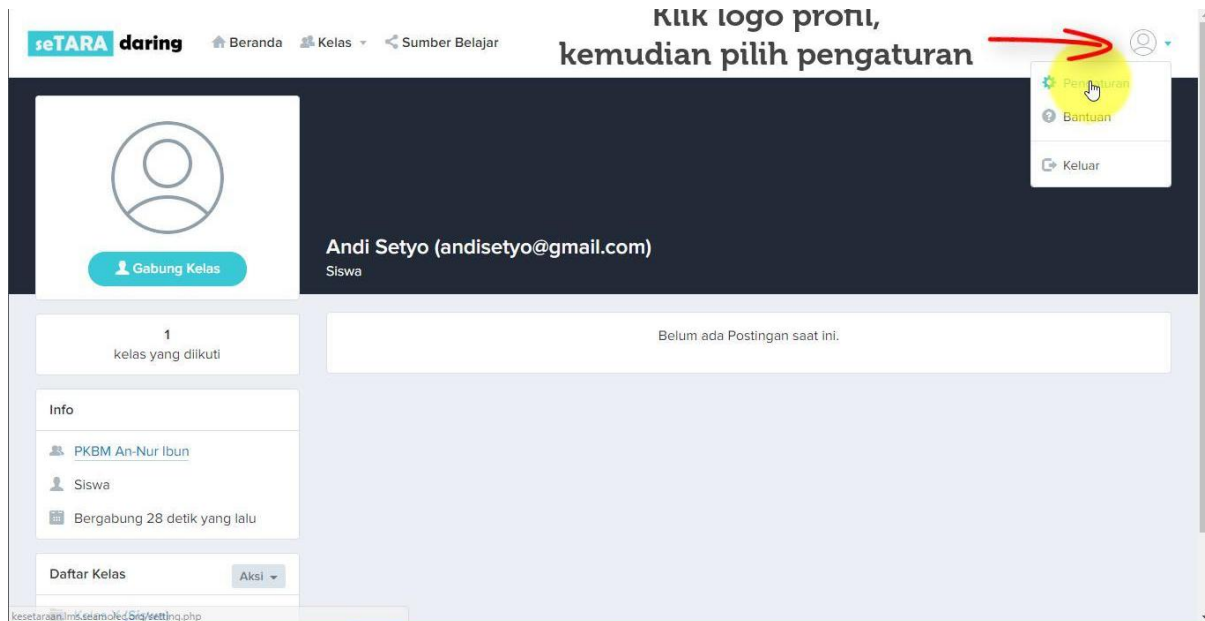 Klik logo profil,
kemudian pilih pengaturan
seTARA daring
Beranda
Kelas
Sumber Belajar
Pengaturan
Bantuan
Keluar
Gabung Kelas
Andi Setyo (andisetyo@gmail.com)
Siswa
1
kelas yang diikuti
Belum ada Postingan saat ini.
Info
PKBM An-Nur Ibun
Siswa
Bergabung 28 detik yang lalu
Daftar Kelas
Aksi